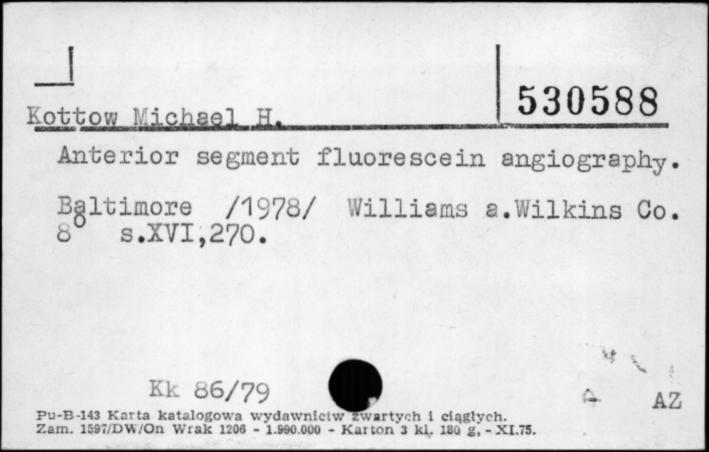 530588
Kottow Michael H.
Anterior segment fluorescein angiography.
Baltimore /1978/ Williams a.Wilkins Co.
8° s.XVI,270.
Kk 86/79
AZ
Pu-B-143 Karta katalogowa wydawnictw zwartych i ciągłych.
Zam. 1597/DW/On Wrak 1206 - 1.990.000 - Karton 3 kl. 180 g, - XI.75.